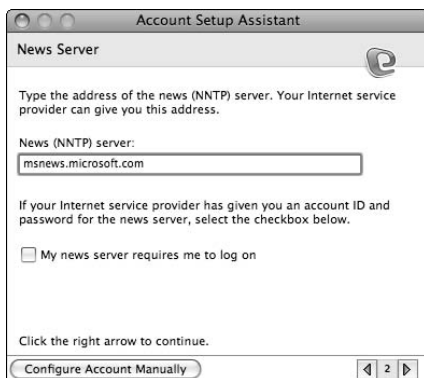 Account Setup Assistant
News Server
Type the address of the news (NNTP) server. Your Internet service
provider can give you this address.
News (NNTP) server:
msnews.microsoft.com
If your Internet service provider has given you an account ID and
password for the news server, select the checkbox below.
My news server requires me to log on
Click the right arrow to continue.
Configure Account Manually
2